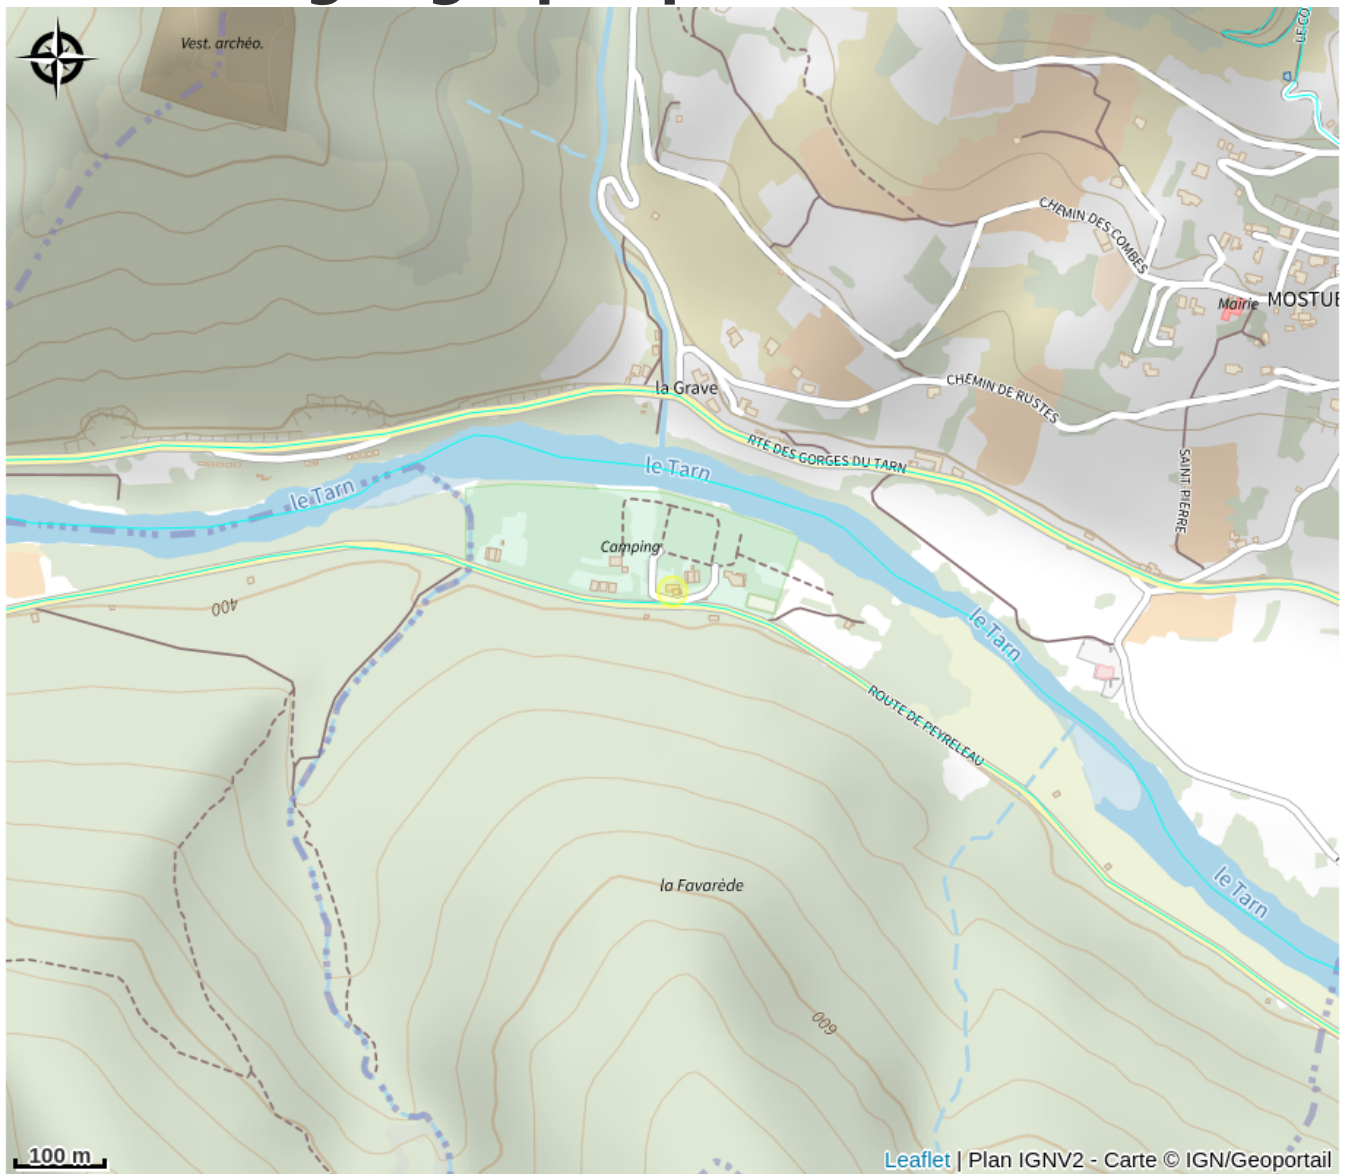 Vest. archéo.
CHEMIN DES COMBES
Mairie
MOSTUE
la Grave
CHEMIN DE RUSTES
RTE DES GORGES DU TARN
le Tarn
le Tarn
SAINT PIERRE
Camping
400
le Tarn
ROUTE DE PEYRELEAU
la Favarède
le Tarn
600
100 m
Leaflet | Plan IGNV2 - Carte © IGN/Geoportail